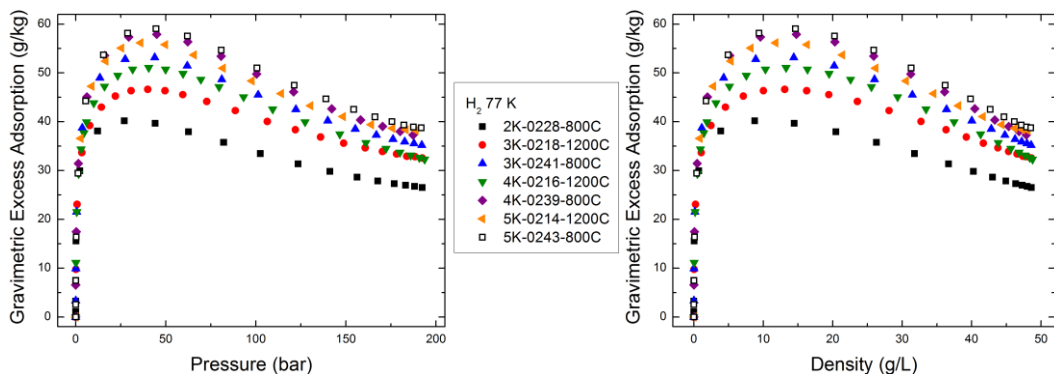 Gravimetric Excess Adsorption (g/kg)
60
50
40
30
20
10
0
0
50
100
150
200
Pressure (bar)
H2 77 K
2K-0228-800C
3K-0218-1200C
3K-0241-800C
4K-0216-1200C
4K-0239-800C
5K-0214-1200C
5K-0243-800C
Gravimetric Excess Adsorption (g/kg)
60
50
40
30
20
10
0
0
10
20
30
40
50
Density (g/L)